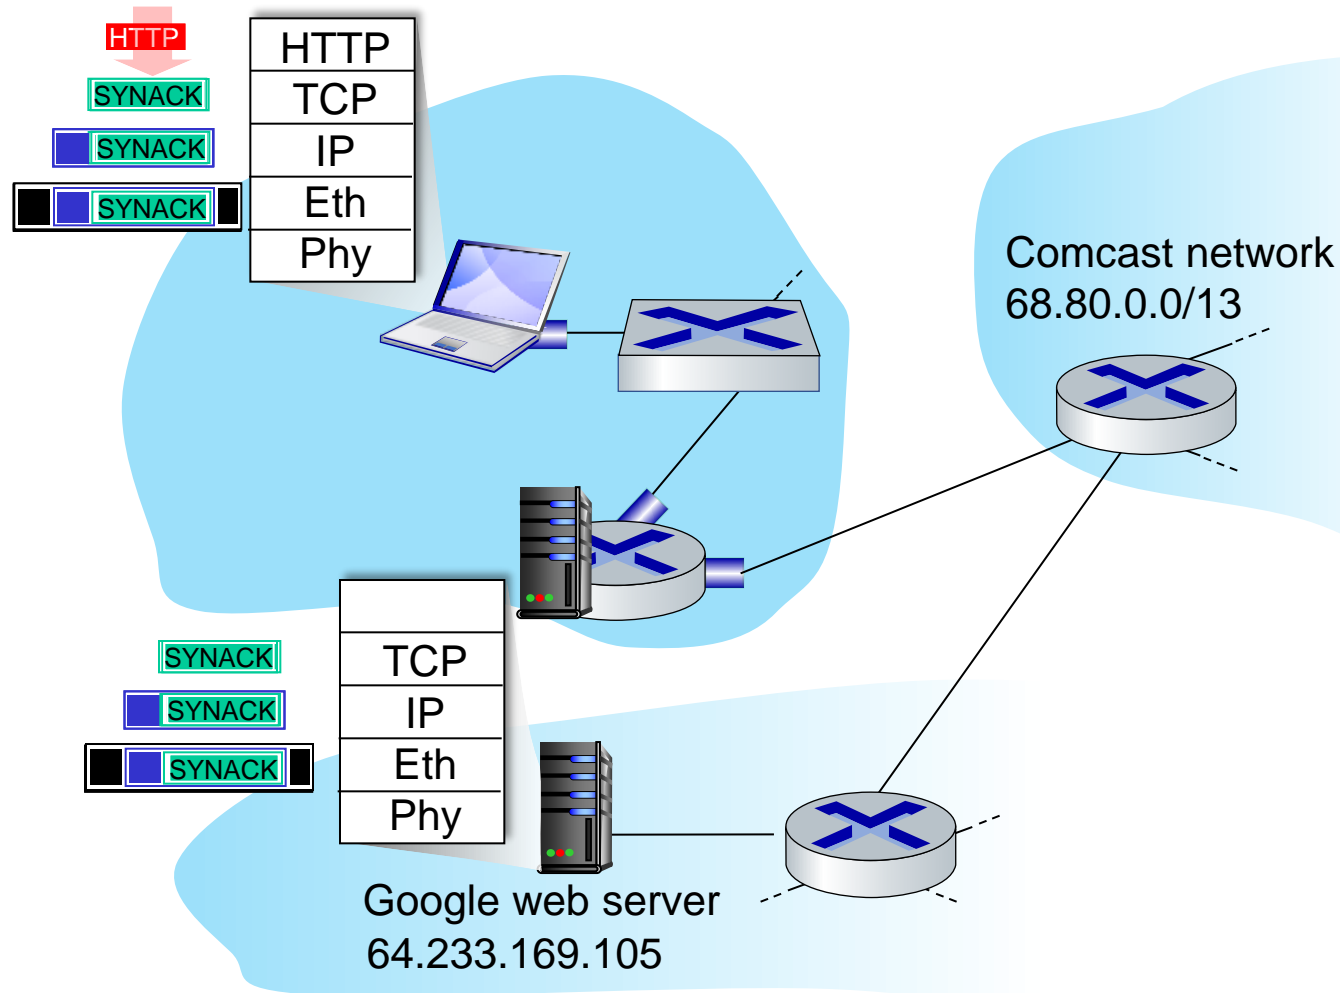 HTTP
SYNACK
SYNACK
SYNACK
HTTP
TCP
IP
Eth
Phy
Comcast network
68.80.0.0/13
SYNACK
SYNACK
SYNACK
TCP
IP
Eth
Phy
Google web server
64.233.169.105